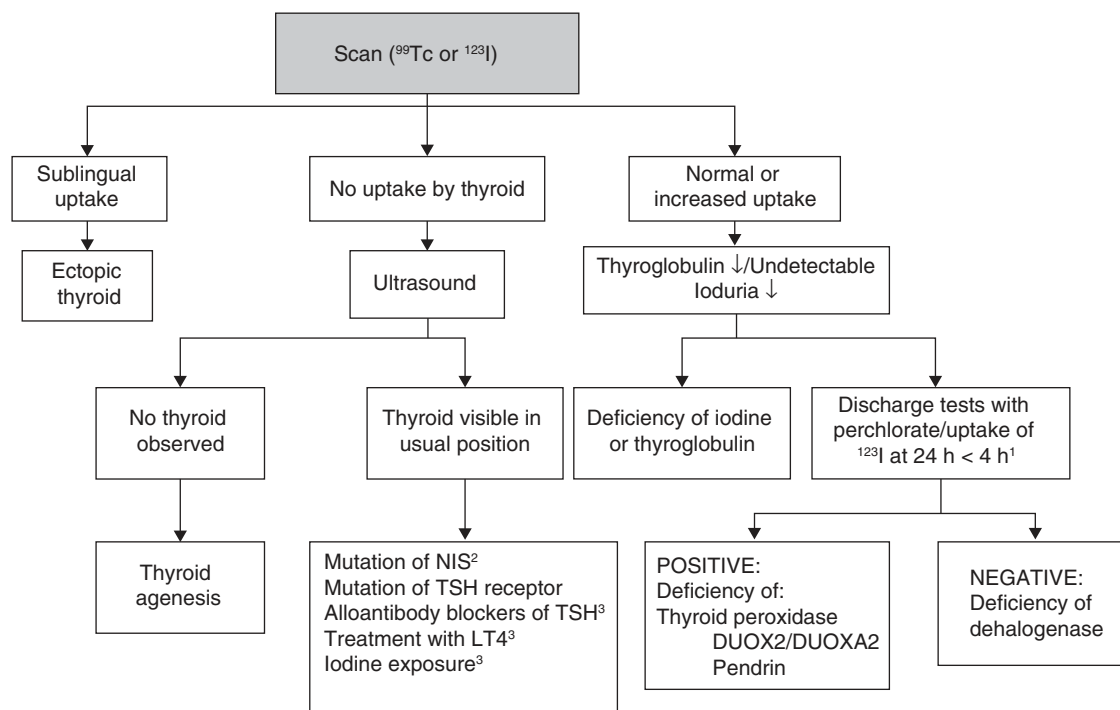 Scan (⁹⁹Tc or ¹²³I)
Sublingual
uptake
No uptake by thyroid
Normal or
increased uptake
Ectopic
thyroid
Ultrasound
Thyroglobulin ↓/Undetectable
Ioduria ↓
No thyroid
observed
Thyroid visible in
usual position
Deficiency of iodine
or thyroglobulin
Discharge tests with
perchlorate/uptake of
¹²³I at 24 h < 4 h¹
Thyroid
agenesis
Mutation of NIS²
Mutation of TSH receptor
Alloantibody blockers of TSH³
Treatment with LT4³
Iodine exposure³
POSITIVE:
Deficiency of:
Thyroid peroxidase
DUOX2/DUOXA2
Pendrin
NEGATIVE:
Deficiency of
dehalogenase